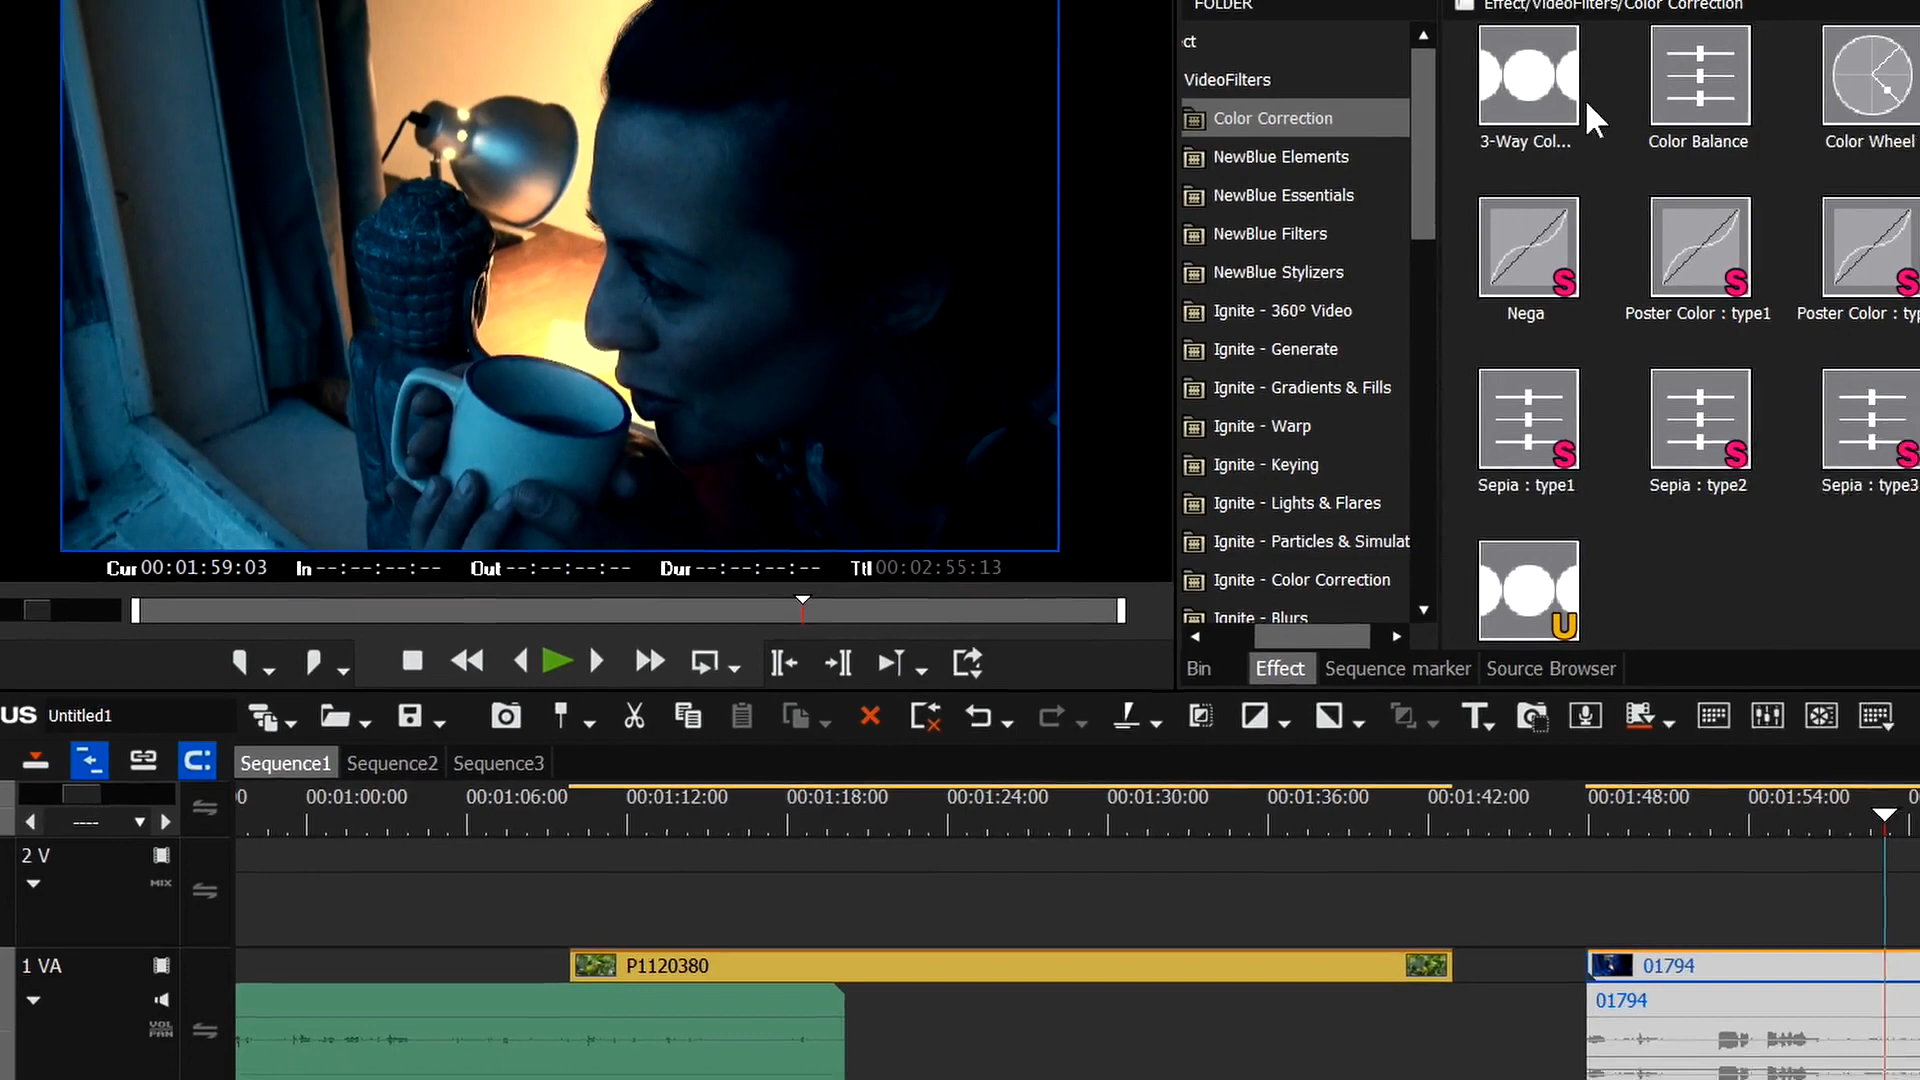 FOLDER
Effect/VideoFilters/Color Correction
ct
VideoFilters
Color Correction
NewBlue Elements
NewBlue Essentials
NewBlue Filters
NewBlue Stylizers
Ignite - 360º Video
Ignite - Generate
Ignite - Gradients & Fills
Ignite - Warp
Ignite - Keying
Ignite - Lights & Flares
Ignite - Particles & Simulat
Ignite - Color Correction
Ignite - Blurs
3-Way Col...
Color Balance
Color Wheel
S
S
S
Nega
Poster Color : type1
Poster Color : typ
S
S
S
Sepia : type1
Sepia : type2
Sepia : type3
U
Bin
Effect
Sequence marker
Source Browser
Cur 00:01:59:03
In --:--:--:--
Out --:--:--:--
Dur --:--:--:--
Ttl 00:02:55:13
US Untitled1
Sequence1
Sequence2
Sequence3
00
00:01:00:00
00:01:06:00
00:01:12:00
00:01:18:00
00:01:24:00
00:01:30:00
00:01:36:00
00:01:42:00
00:01:48:00
00:01:54:00
----
2 V
MIX
1 VA
P1120380
01794
01794
VOL
PAN